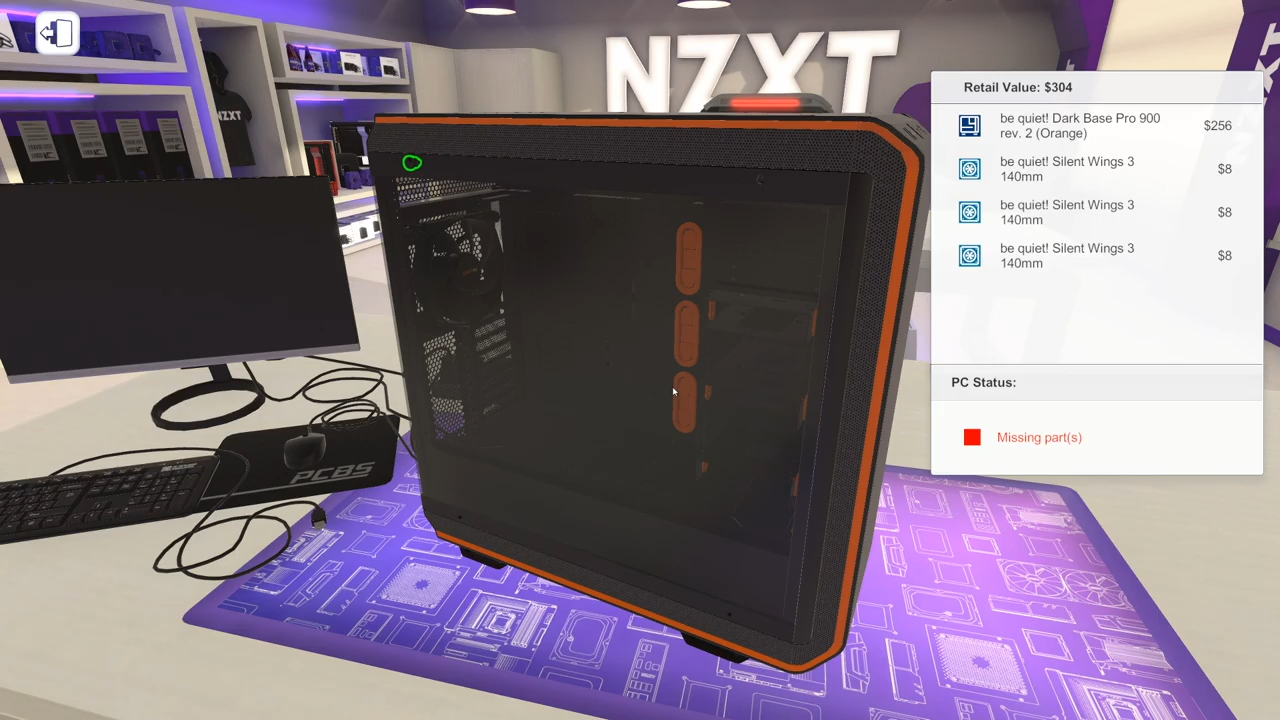 NZXT
NZXT
Retail Value: $304
be quiet! Dark Base Pro 900
rev. 2 (Orange)
$256
be quiet! Silent Wings 3
140mm
$8
be quiet! Silent Wings 3
140mm
$8
be quiet! Silent Wings 3
140mm
$8
PC Status:
Missing part(s)
PCBS